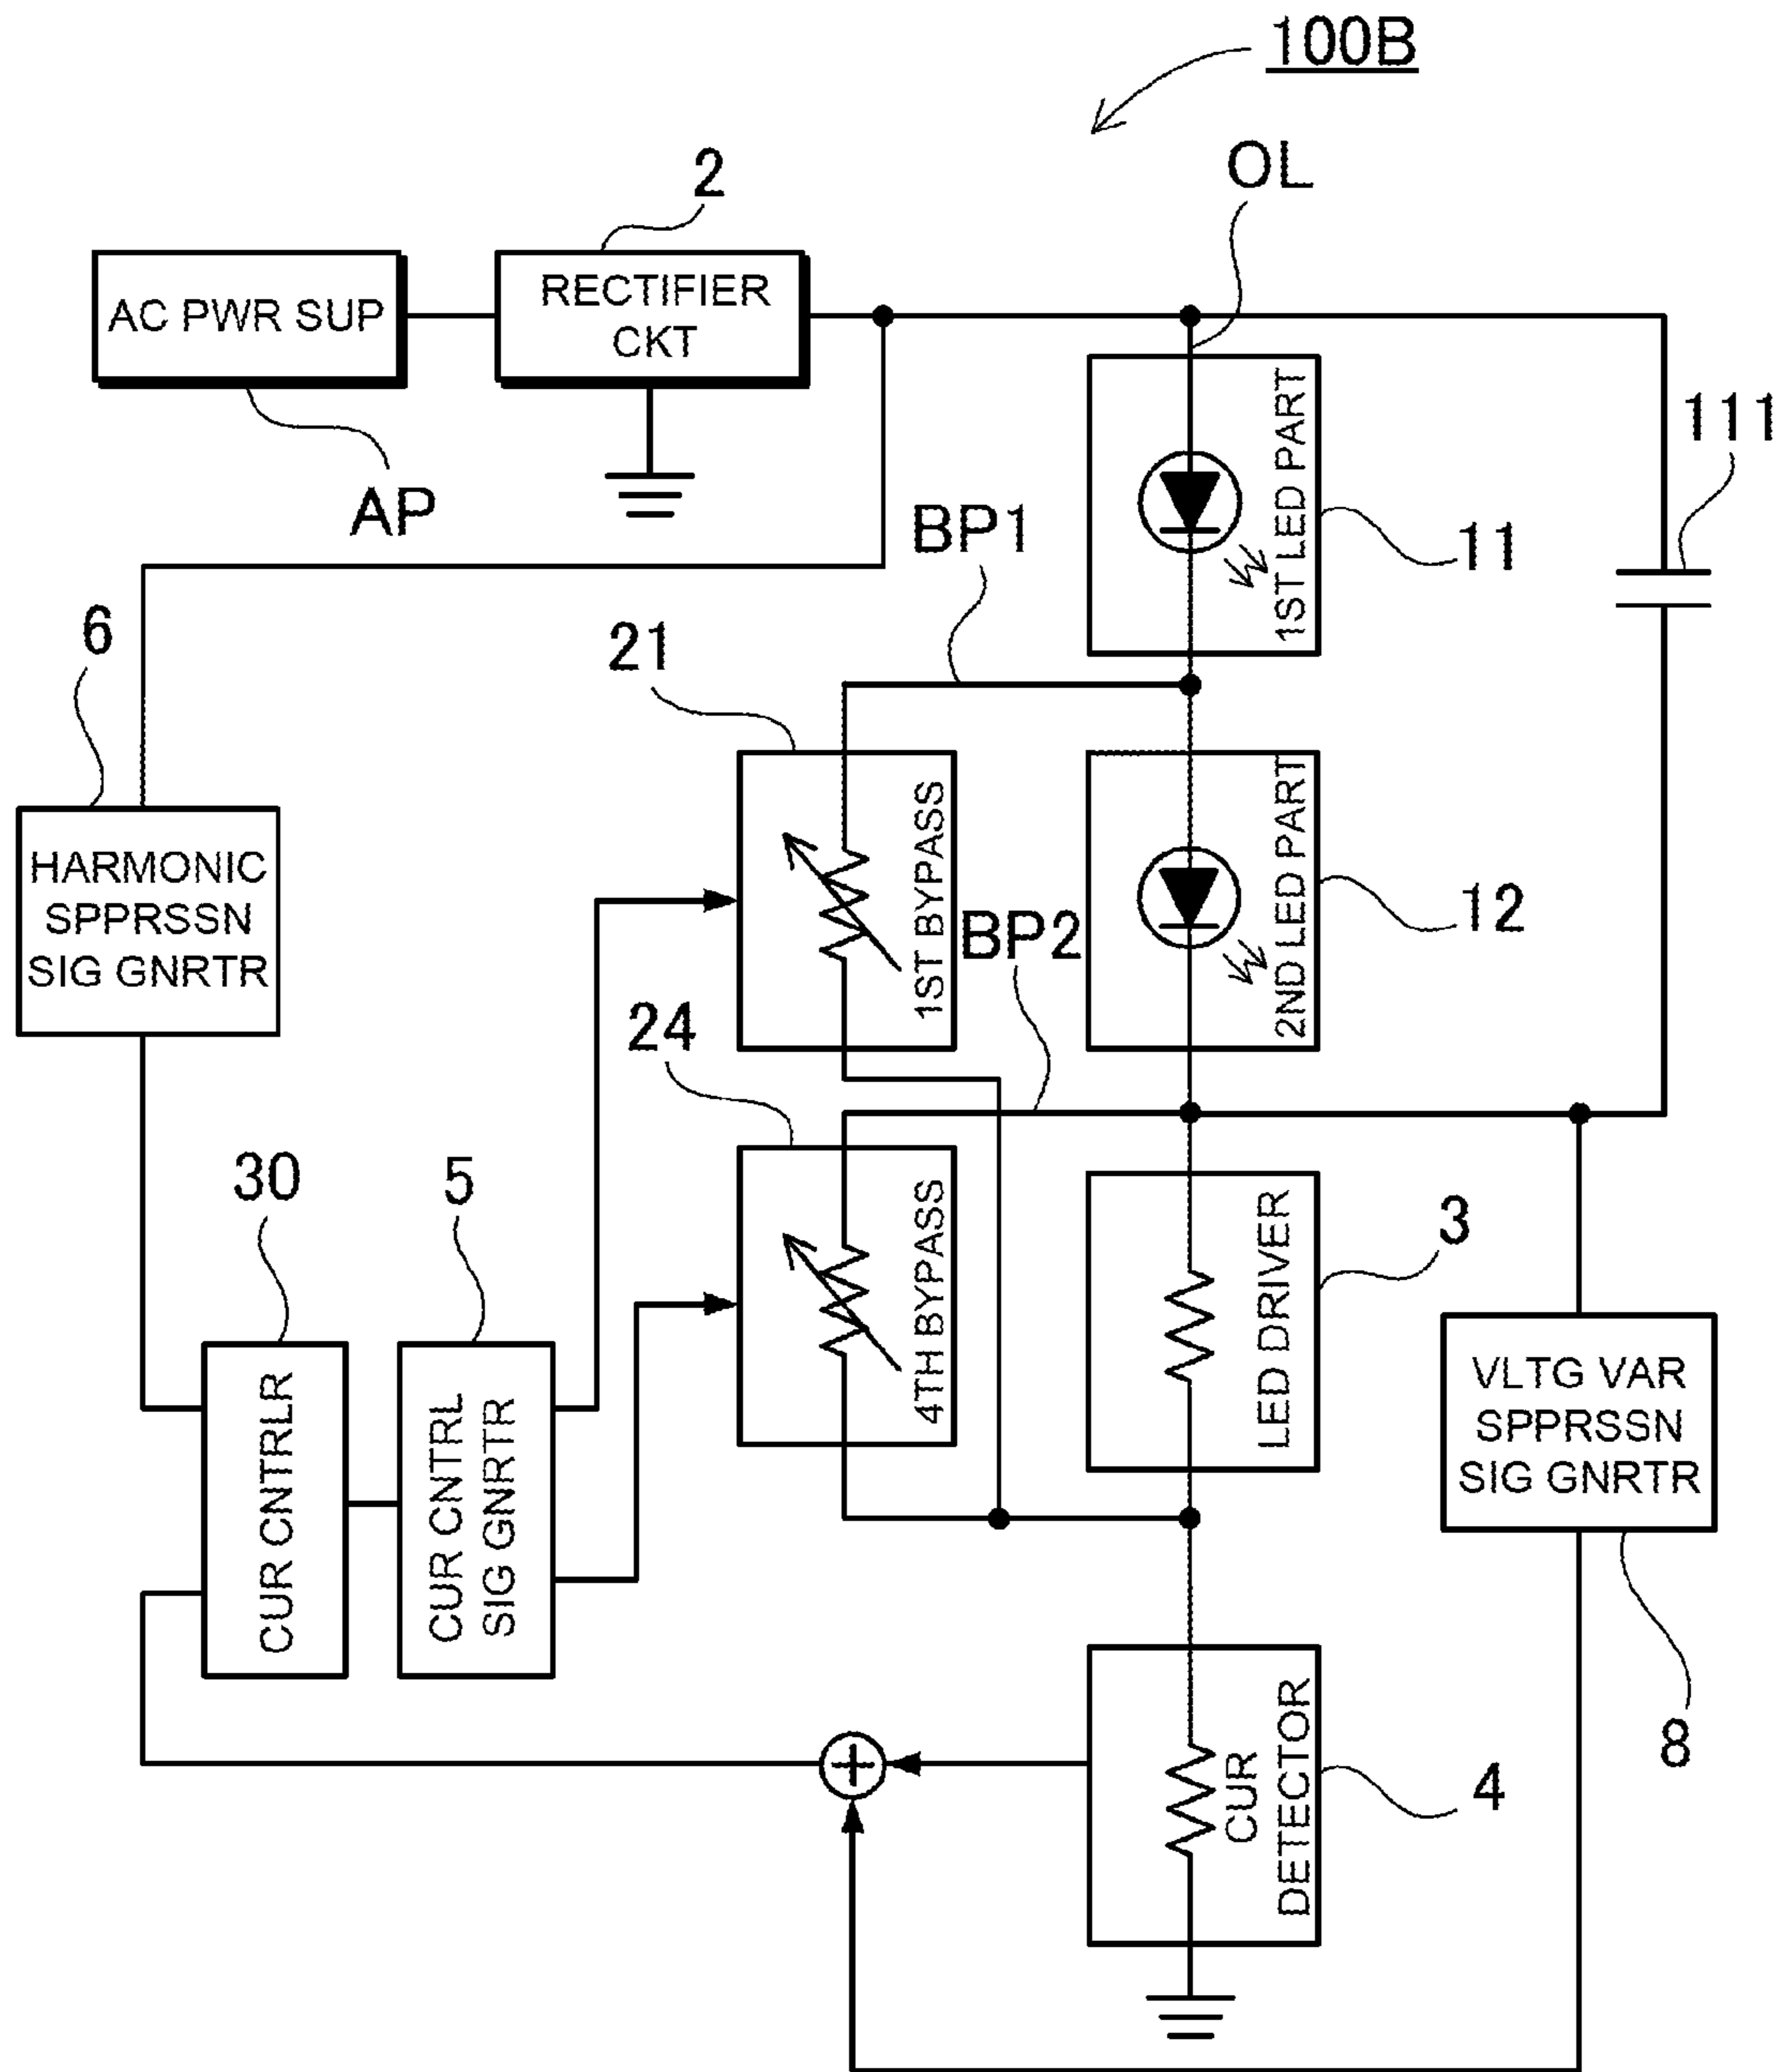 100B
OL
2
AC PWR SUP
RECTIFIER
CKT
AP
111
1ST LED PART
11
BP1
6
21
HARMONIC
SPPRSSN
SIG GNRTR
1ST BYPASS
2ND LED PART
12
BP2
24
30
5
4TH BYPASS
LED DRIVER
3
CUR CNTRLR
CUR CNTRL
SIG GNRTR
VLTG VAR
SPPRSSN
SIG GNRTR
8
CUR
DETECTOR
4